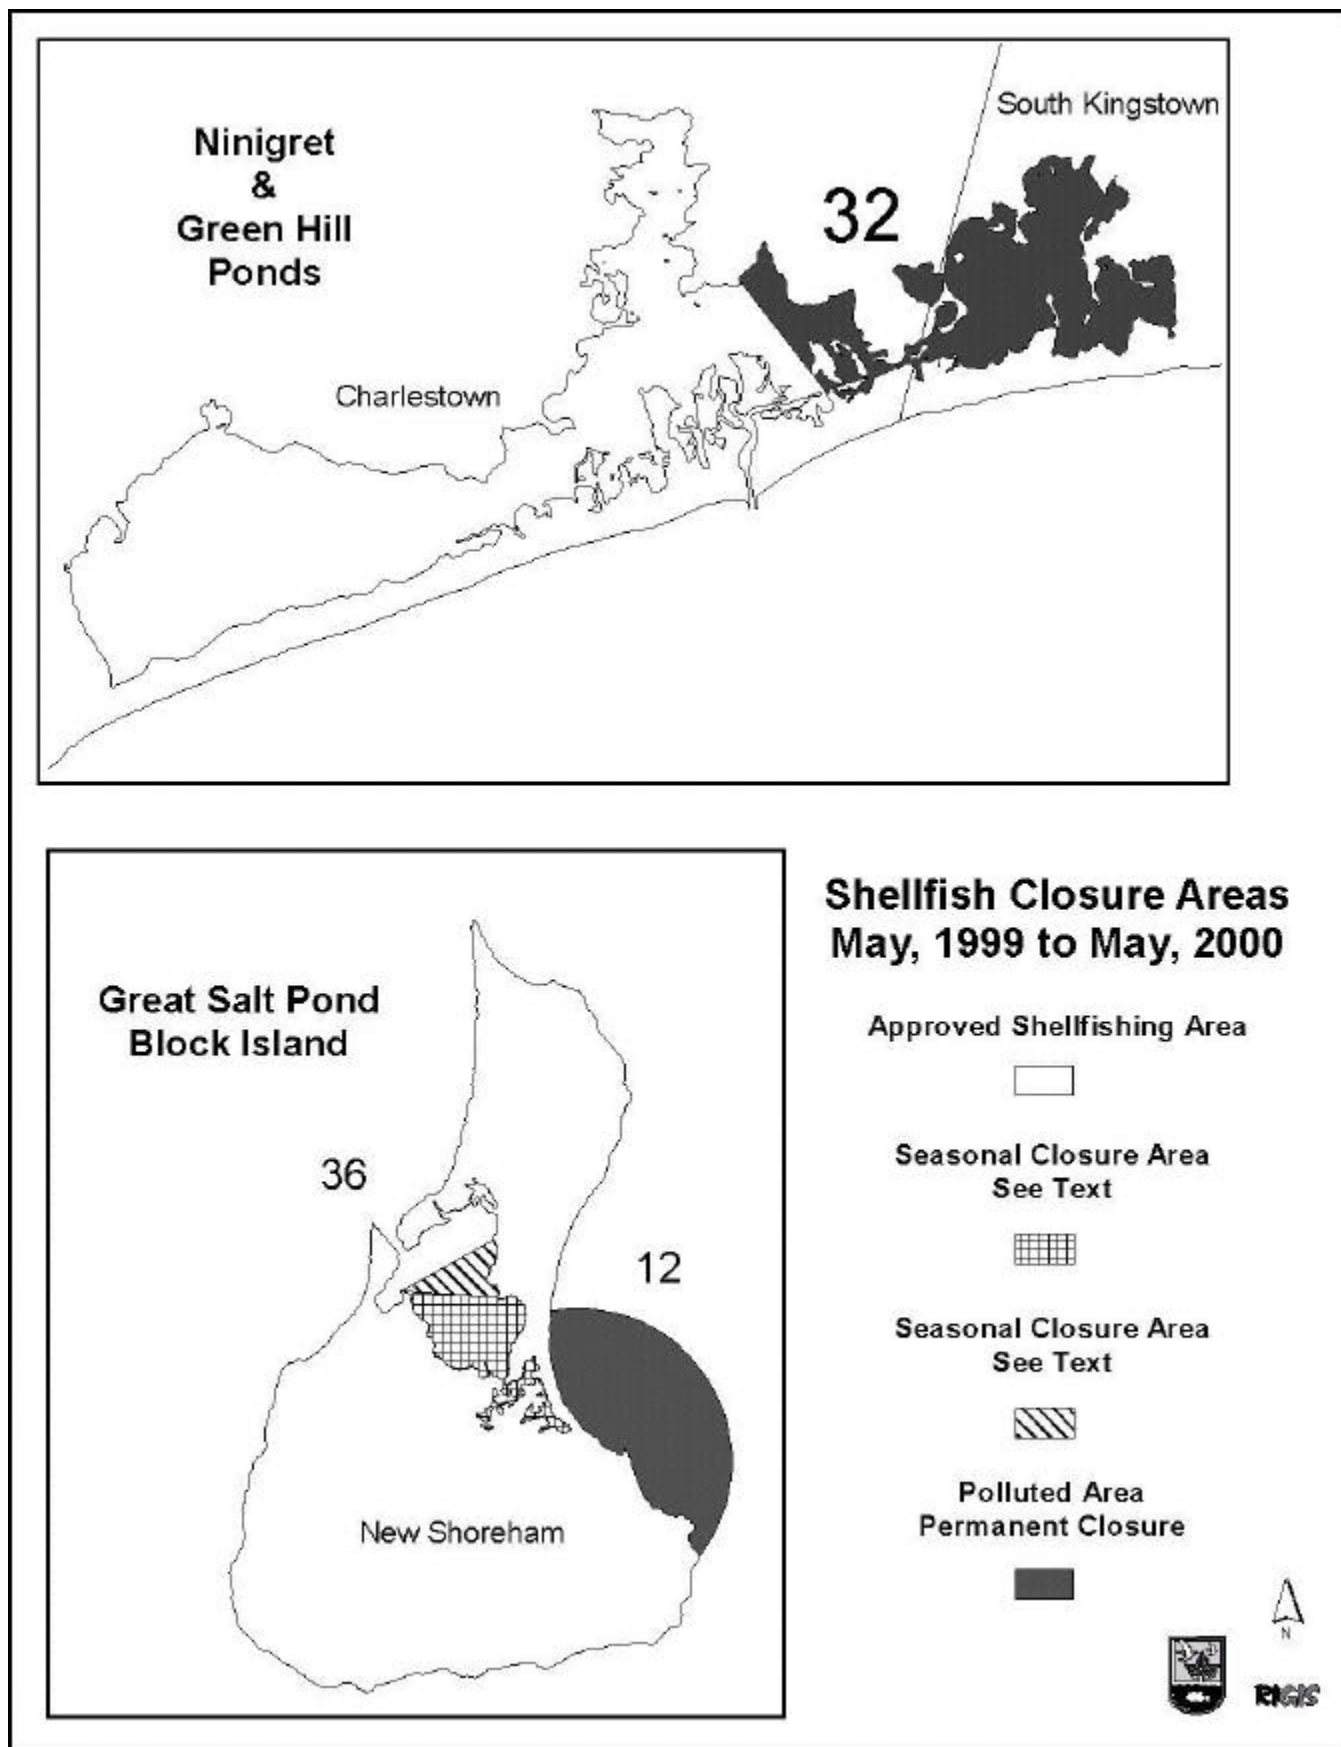 Ninigret
&
Green Hill
Ponds
South Kingstown
32
Charlestown
Great Salt Pond
Block Island
36
12
New Shoreham
Shellfish Closure Areas
May, 1999 to May, 2000
Approved Shellfishing Area
Seasonal Closure Area
See Text
Seasonal Closure Area
See Text
Polluted Area
Permanent Closure
N
RIGIS